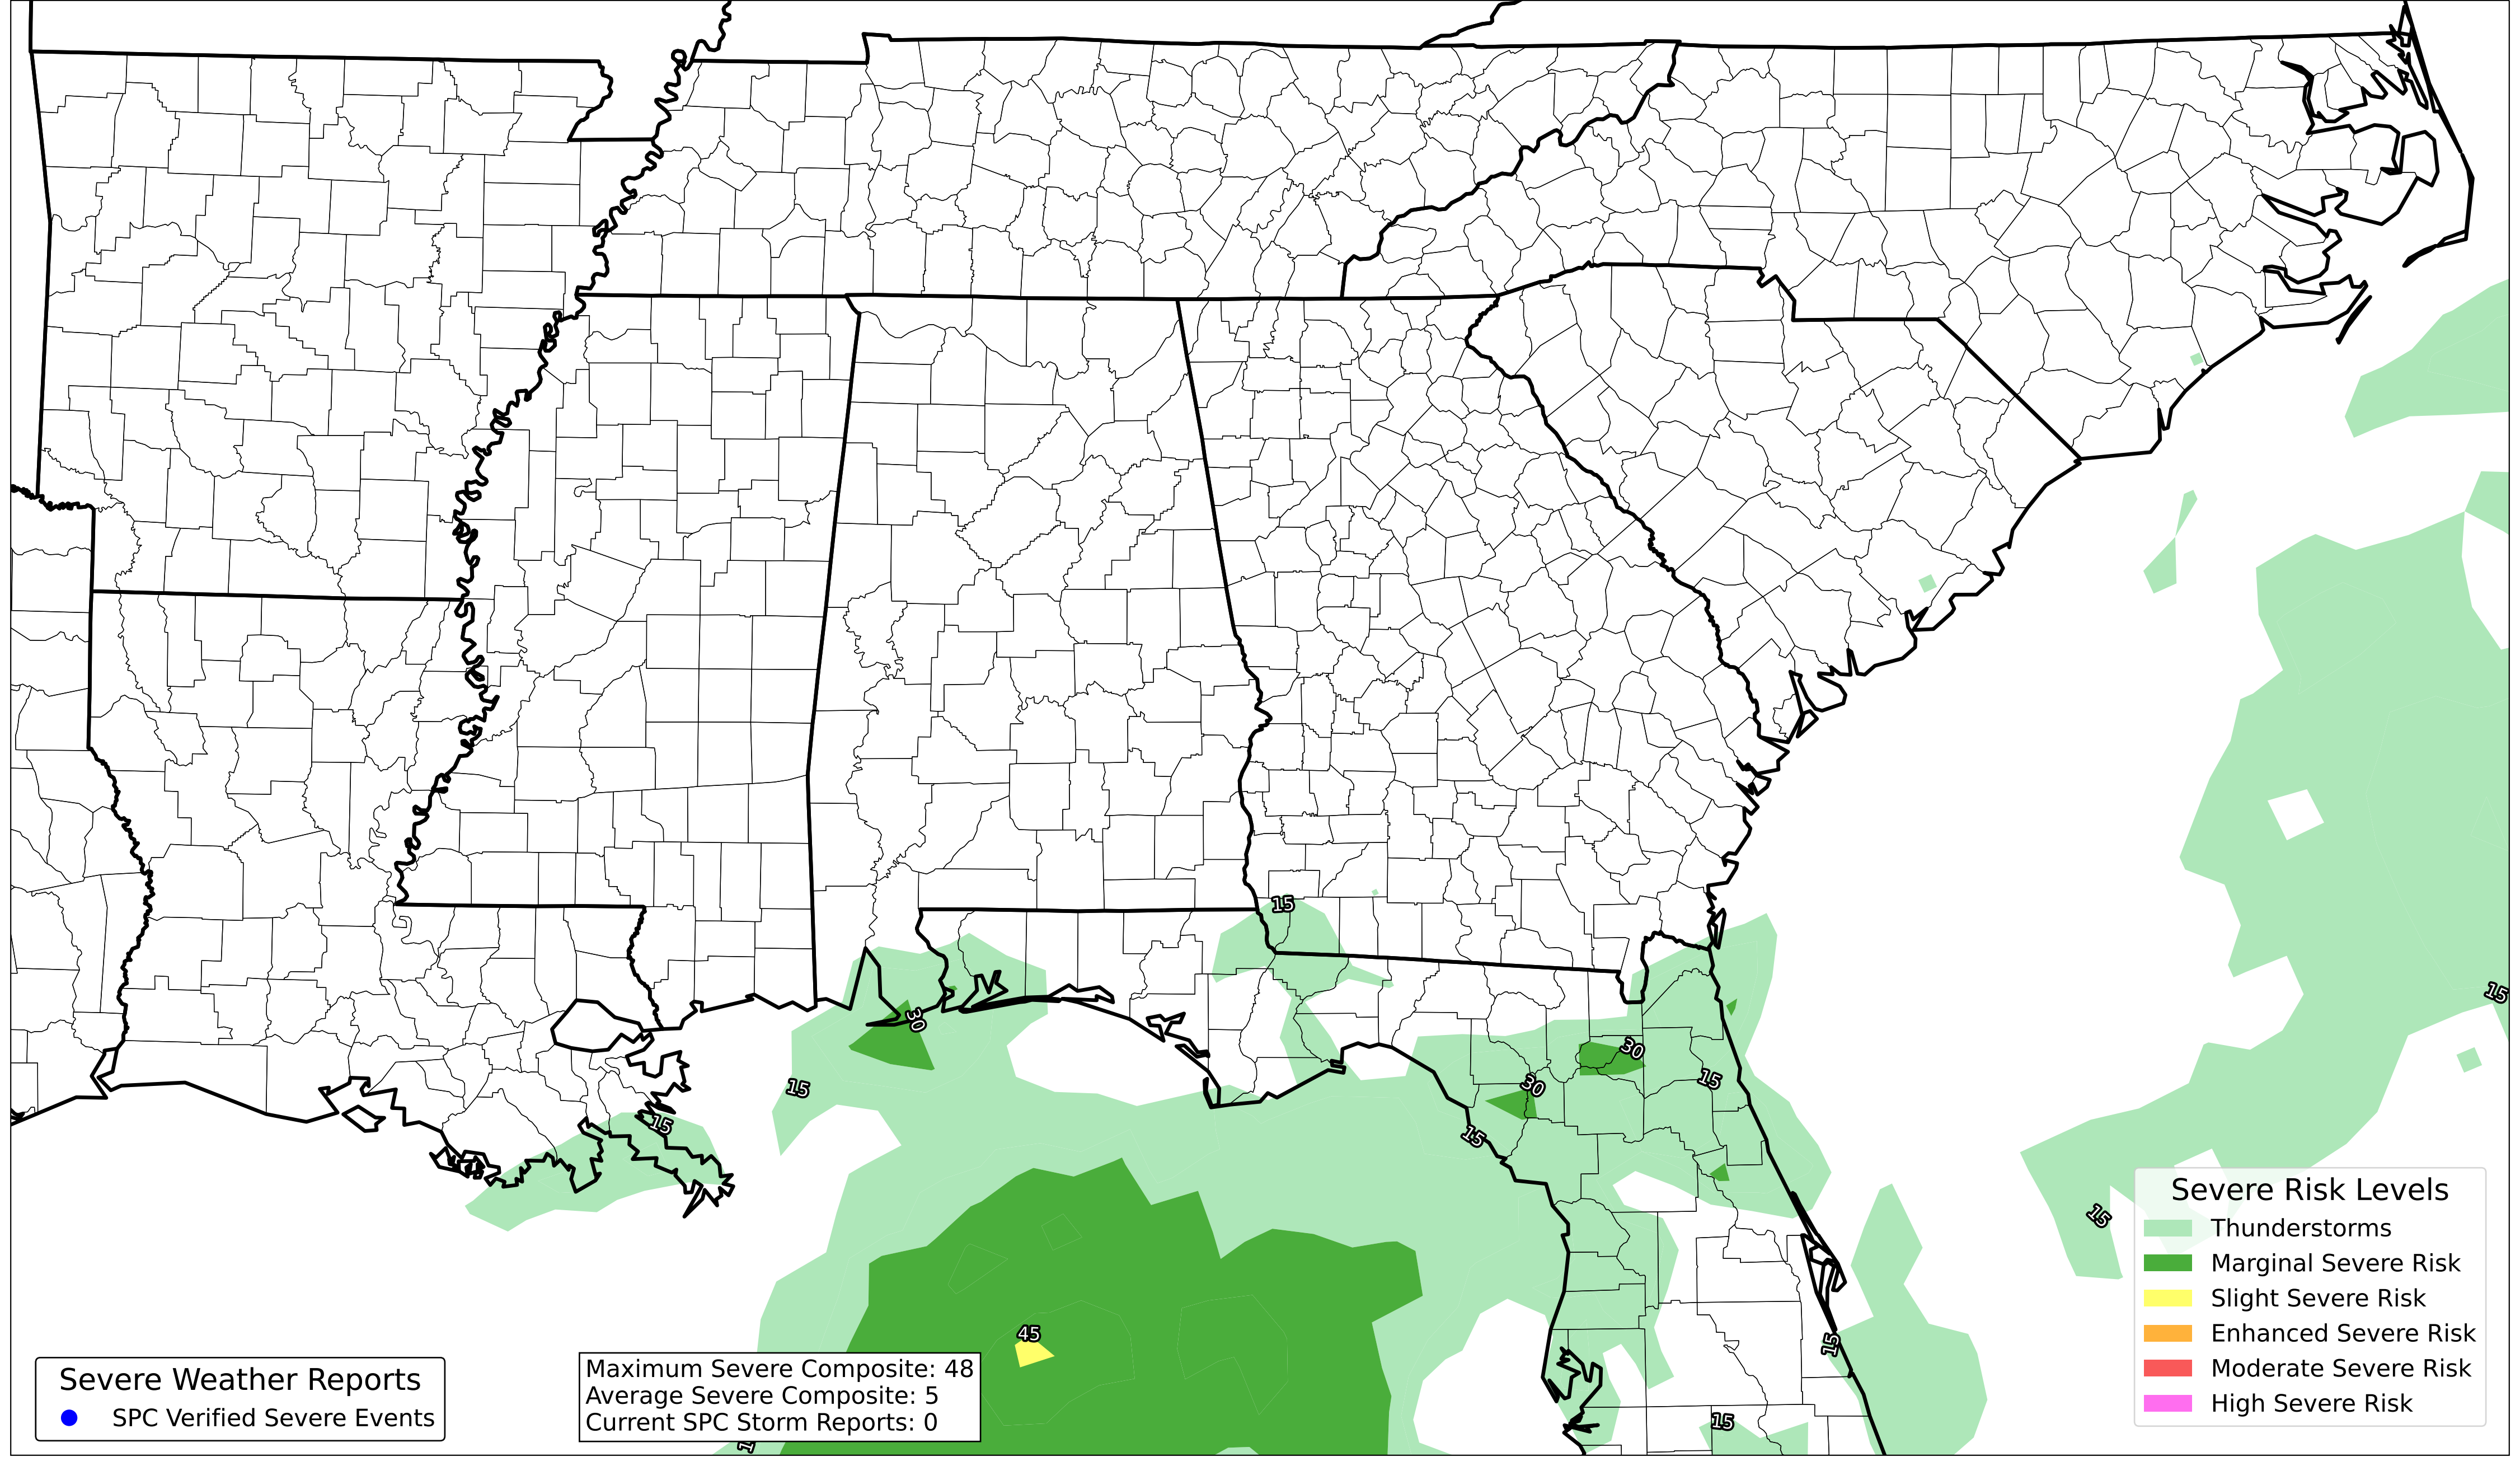 15
30
15
30
30
15
15
15
15
15
45
15
15
Severe Risk Levels
Thunderstorms
Marginal Severe Risk
Slight Severe Risk
Enhanced Severe Risk
Moderate Severe Risk
High Severe Risk
Severe Weather Reports
SPC Verified Severe Events
Maximum Severe Composite: 48
Average Severe Composite: 5
Current SPC Storm Reports: 0